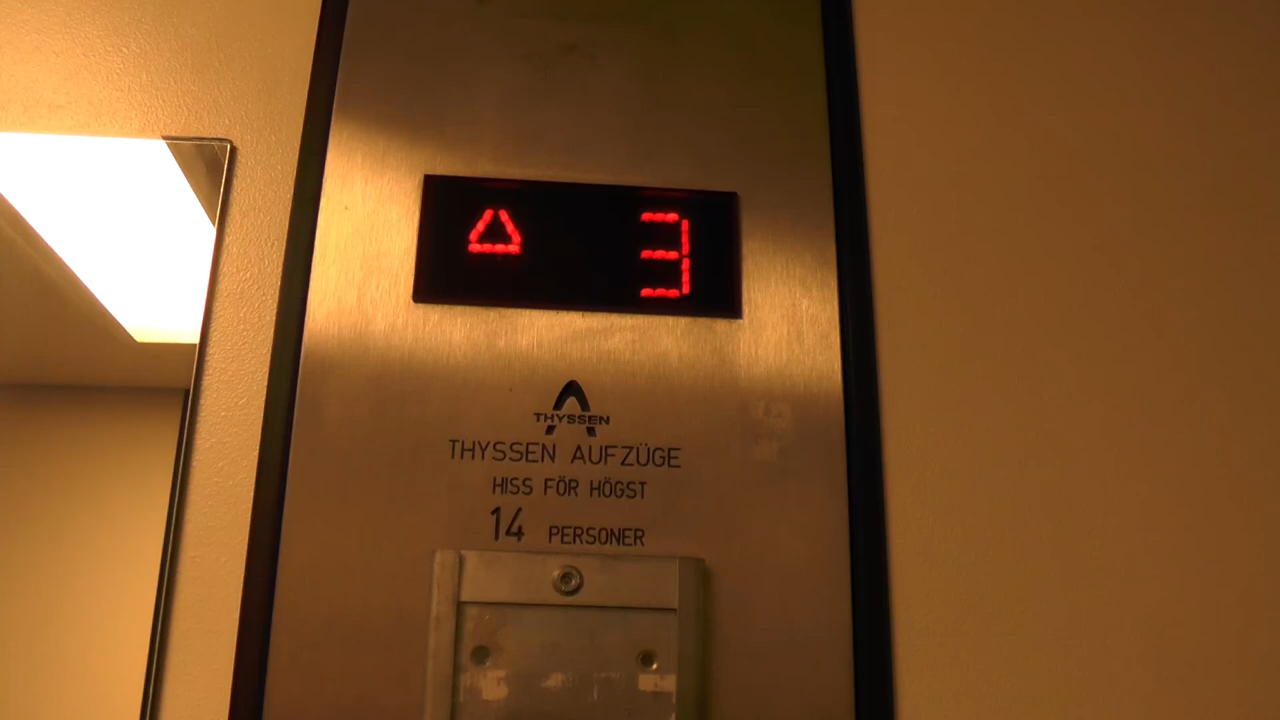 3
THYSSEN
THYSSEN AUFZÜGE
HISS FÖR HÖGST
14 PERSONER